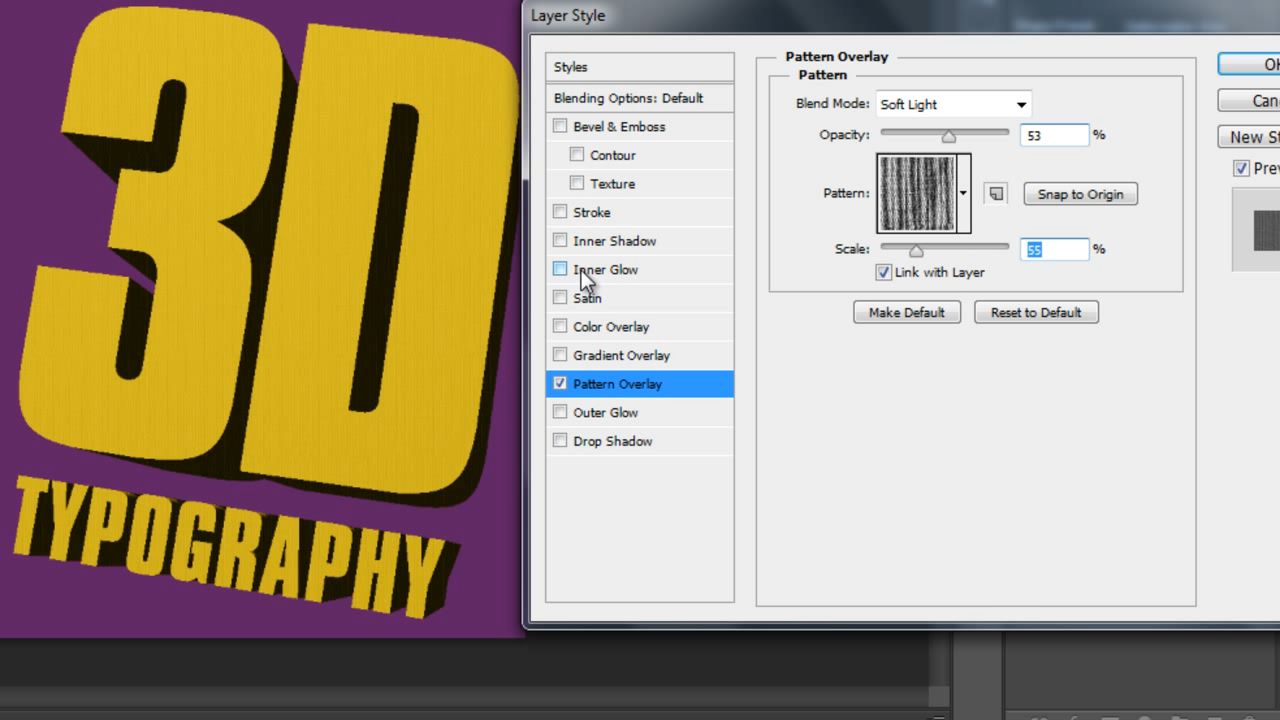 3D
TYPOGRAPHY
Layer Style
Styles
Blending Options: Default
Bevel & Emboss
Contour
Texture
Stroke
Inner Shadow
Inner Glow
Satin
Color Overlay
Gradient Overlay
Pattern Overlay
Outer Glow
Drop Shadow
Pattern Overlay
Pattern
Blend Mode: Soft Light
Opacity: 53 %
Pattern: Snap to Origin
Scale: 55 %
Link with Layer
Make Default Reset to Default
New